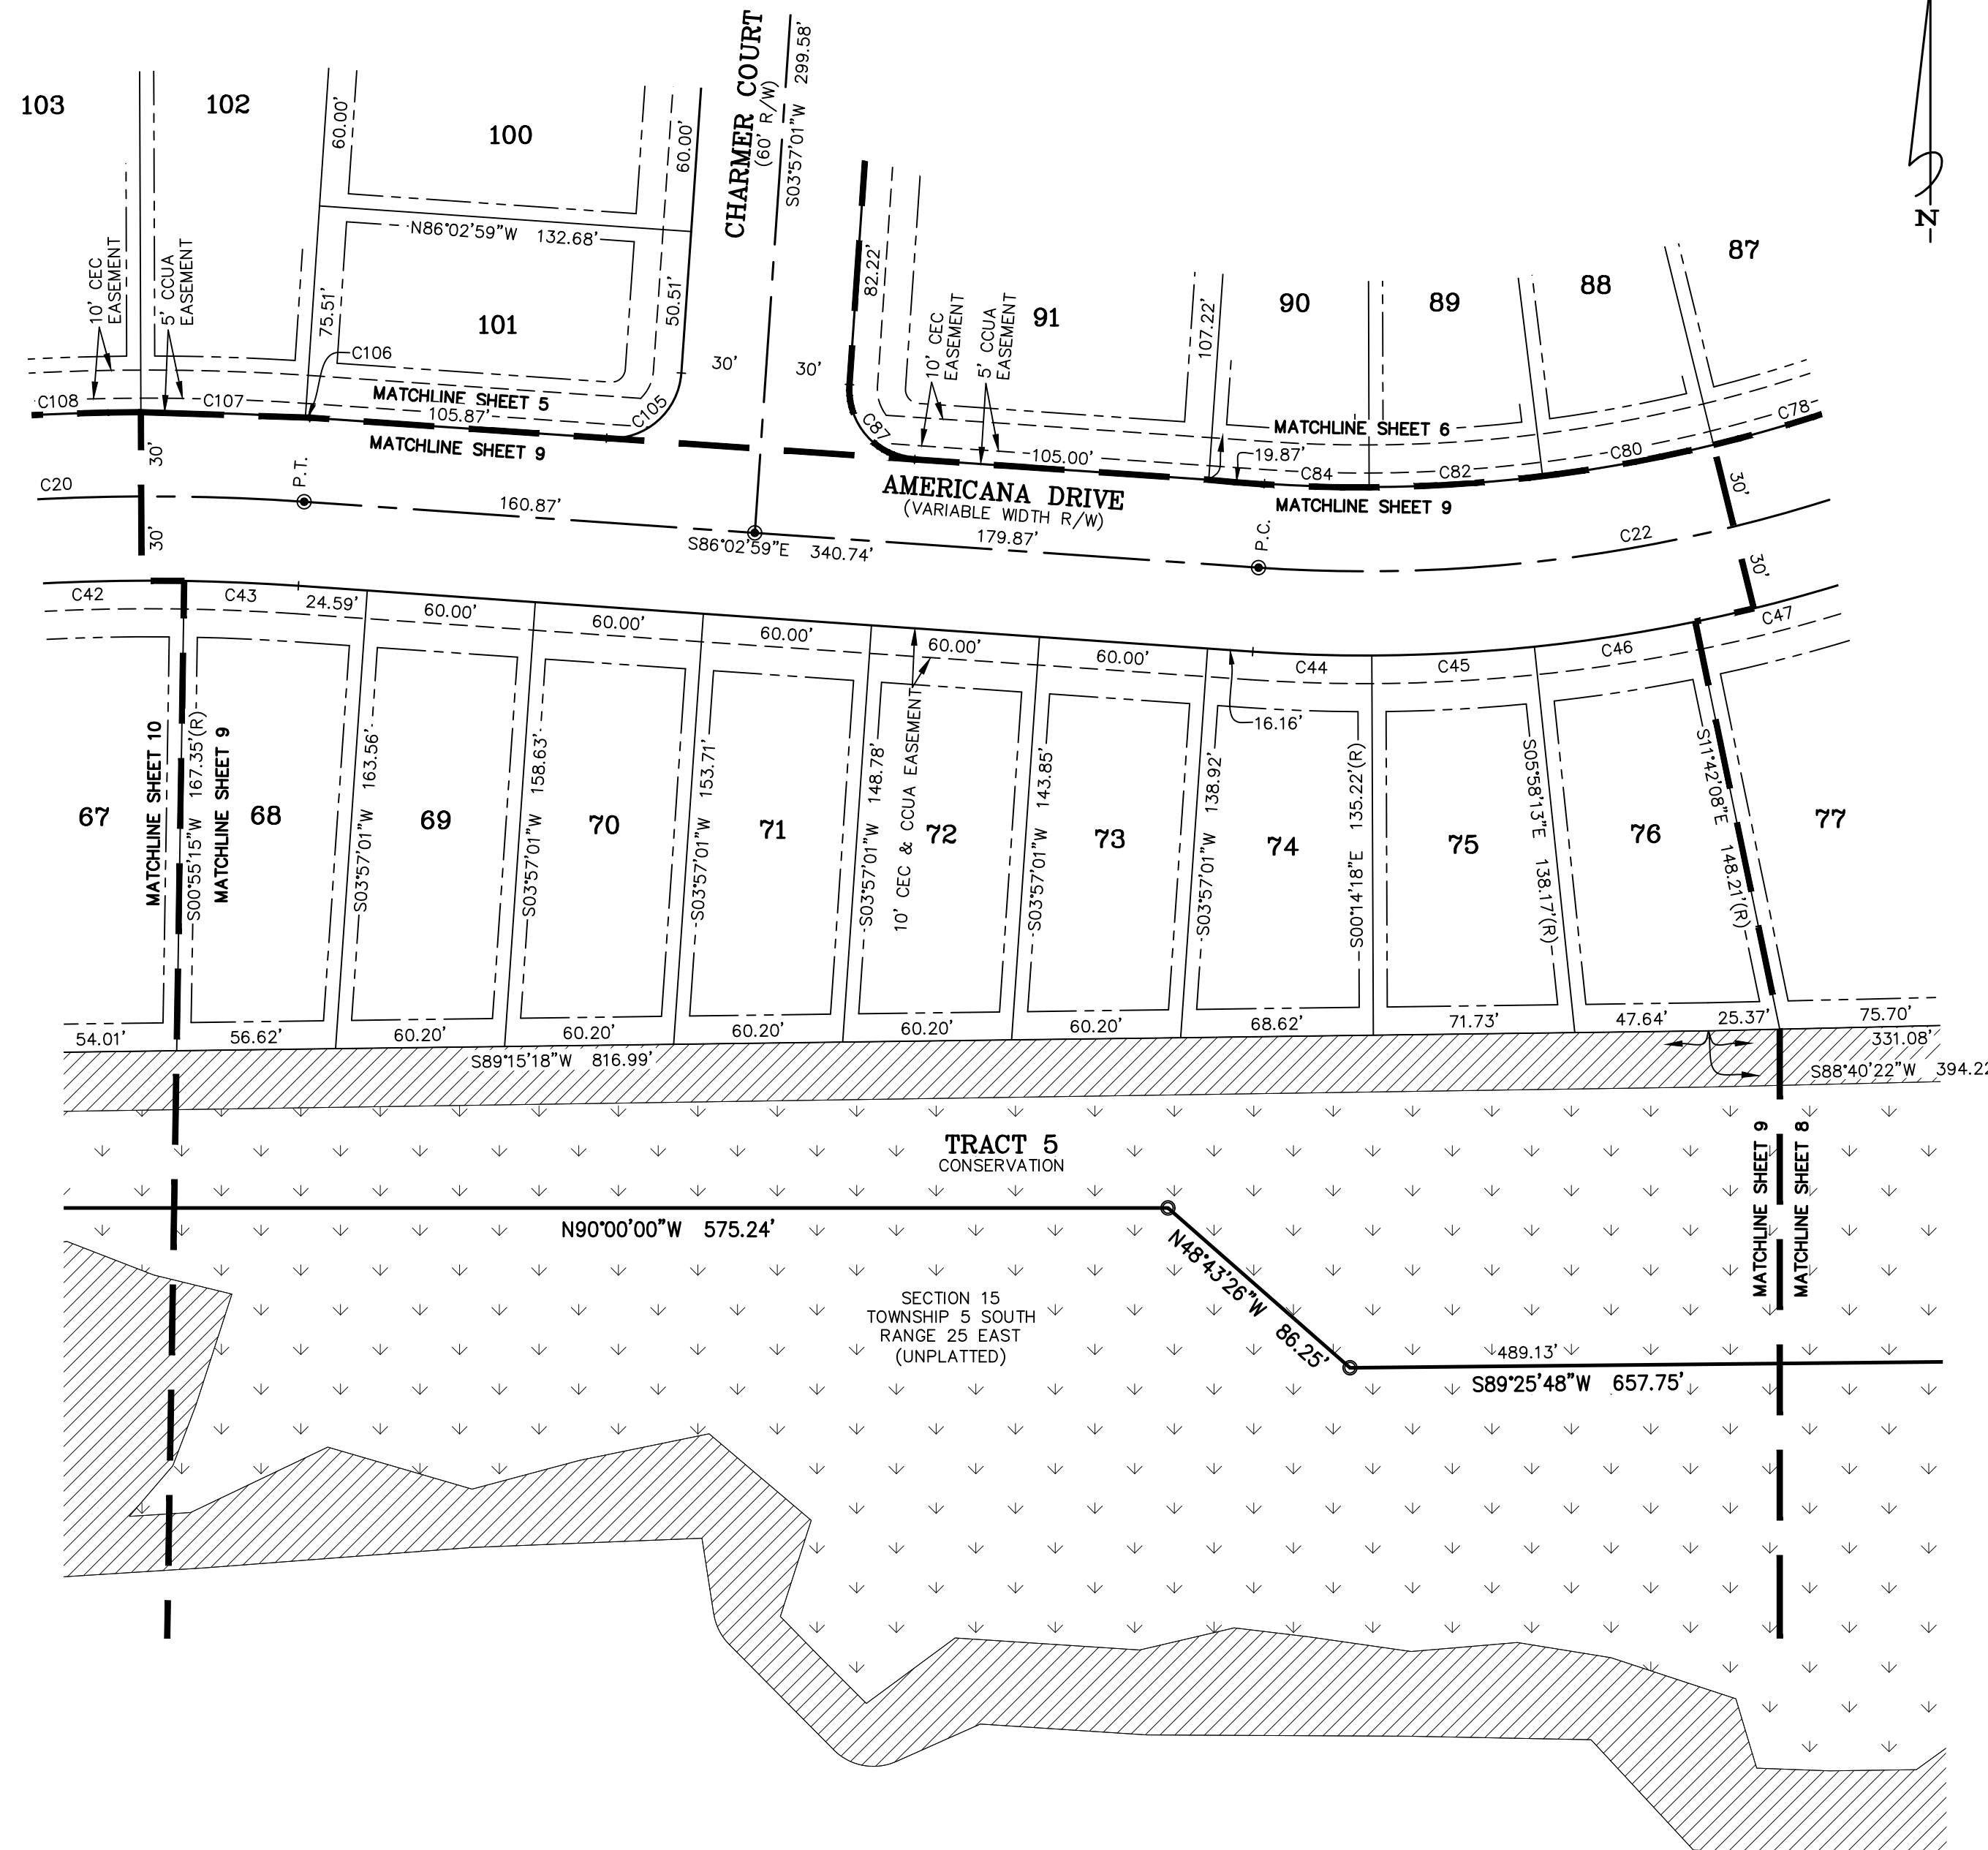 CHARMER COURT
(60' R/W)
S03°57'01"W 299.58'
N
103
102
100
60.00'
60.00'
87
88
89
90
91
101
N86°02'59"W 132.68'
82.22'
10' CEC
EASEMENT
5' CCUA
EASEMENT
75.51'
50.51'
10' CEC
EASEMENT
5' CCUA
EASEMENT
107.22'
C106
30'
30'
C108
C107
MATCHLINE SHEET 5
105.87'
C105
MATCHLINE SHEET 9
C87
105.00'
MATCHLINE SHEET 6
19.87'
C84
C82
C80
C78
MATCHLINE SHEET 9
30'
P.T.
C20
160.87'
AMERICANA DRIVE
(VARIABLE WIDTH R/W)
30'
30'
S86°02'59"E 340.74'
179.87'
P.C.
C22
30'
C42
C43
24.59'
60.00'
60.00'
60.00'
60.00'
60.00'
16.16'
C44
C45
C46
C47
67
MATCHLINE SHEET 10
S00°55'15"W 167.35'(R)
MATCHLINE SHEET 9
68
S03°57'01"W 163.56'
69
S03°57'01"W 158.63'
70
S03°57'01"W 153.71'
71
S03°57'01"W 148.78'
10' CEC & CCUA EASEMENT
72
S03°57'01"W 143.85'
73
S03°57'01"W 138.92'
74
S00°14'18"E 135.22'(R)
75
S05°58'13"E 138.17'(R)
76
S11°42'08"E 148.21'(R)
77
54.01'
56.62'
60.20'
60.20'
60.20'
60.20'
60.20'
68.62'
71.73'
47.64'
25.37'
75.70'
331.08'
S89°15'18"W 816.99'
S88°40'22"W 394.22
TRACT 5
CONSERVATION
MATCHLINE SHEET 9
MATCHLINE SHEET 8
N90°00'00"W 575.24'
N48°43'26"W 86.25'
SECTION 15
TOWNSHIP 5 SOUTH
RANGE 25 EAST
(UNPLATTED)
489.13'
S89°25'48"W 657.75'